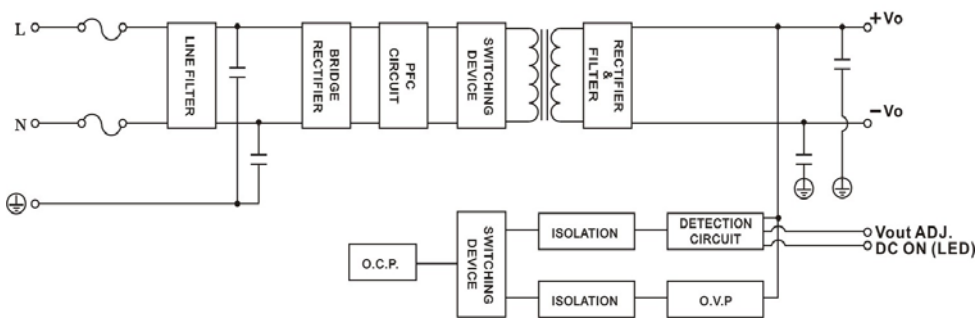 L
N
LINE FILTER
BRIDGE
RECTIFIER
PFC
CIRCUIT
SWITCHING
DEVICE
RECTIFIER
&
FILTER
+Vo
-Vo
O.C.P.
SWITCHING
DEVICE
ISOLATION
DETECTION
CIRCUIT
Vout ADJ.
DC ON (LED)
ISOLATION
O.V.P